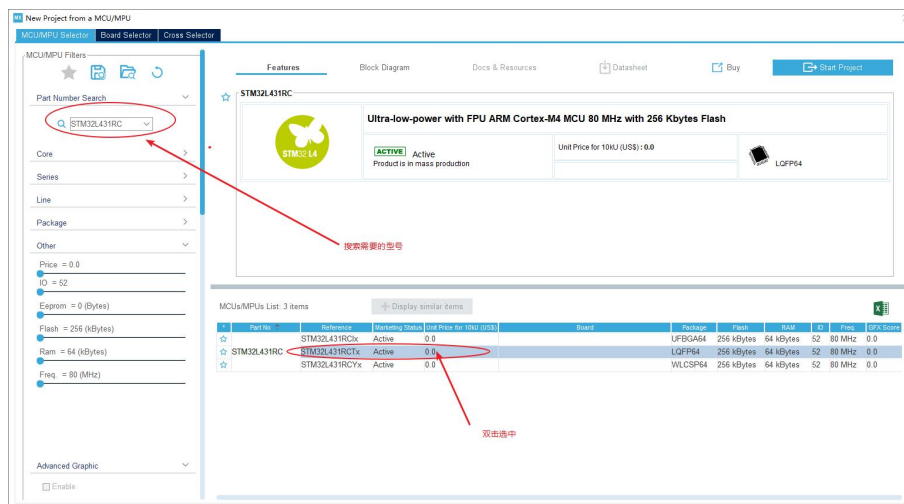 New Project from a MCU/MPU
MCU/MPU Selector Board Selector Cross Selector
MCU/MPU Filters
Part Number Search
STM32L431RC
Core
Series
Line
Package
Other
Price = 0.0
IO = 52
Eeprom = 0 (Bytes)
Flash = 256 (kBytes)
Ram = 64 (kBytes)
Freq. = 80 (MHz)
Advanced Graphic
Enable
Features Block Diagram Docs & Resources Datasheet Buy Start Project
STM32L431RC
STM32 L4
Ultra-low-power with FPU ARM Cortex-M4 MCU 80 MHz with 256 Kbytes Flash
ACTIVE Active
Product is in mass production
Unit Price for 10kU (US$) : 0.0
LQFP64
搜索需要的型号
MCUs/MPUs List: 3 items
Display similar items
* Part No Reference Marketing Status Unit Price for 10kU (US$) Board Package Flash RAM IO Freq GFX Score
STM32L431RCIx Active 0.0 UFBGA64 256 kBytes 64 kBytes 52 80 MHz 0.0
STM32L431RC STM32L431RCTx Active 0.0 LQFP64 256 kBytes 64 kBytes 52 80 MHz 0.0
STM32L431RCYx Active 0.0 WLCSP64 256 kBytes 64 kBytes 52 80 MHz 0.0
双击选中